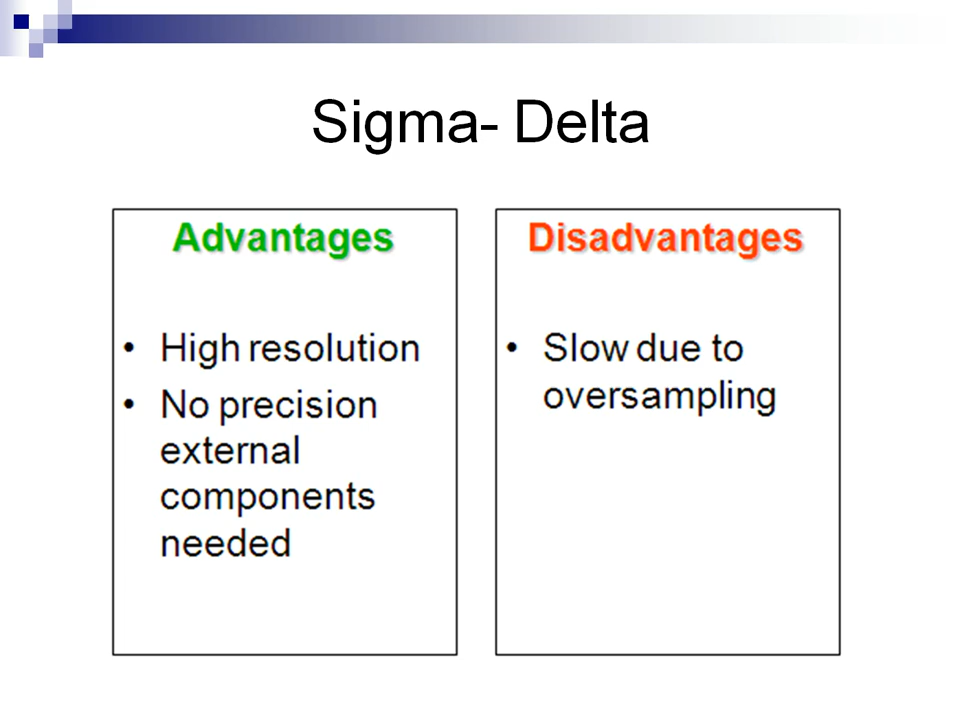 Sigma- Delta
Advantages
• High resolution
• No precision
external
components
needed
Disadvantages
• Slow due to
oversampling